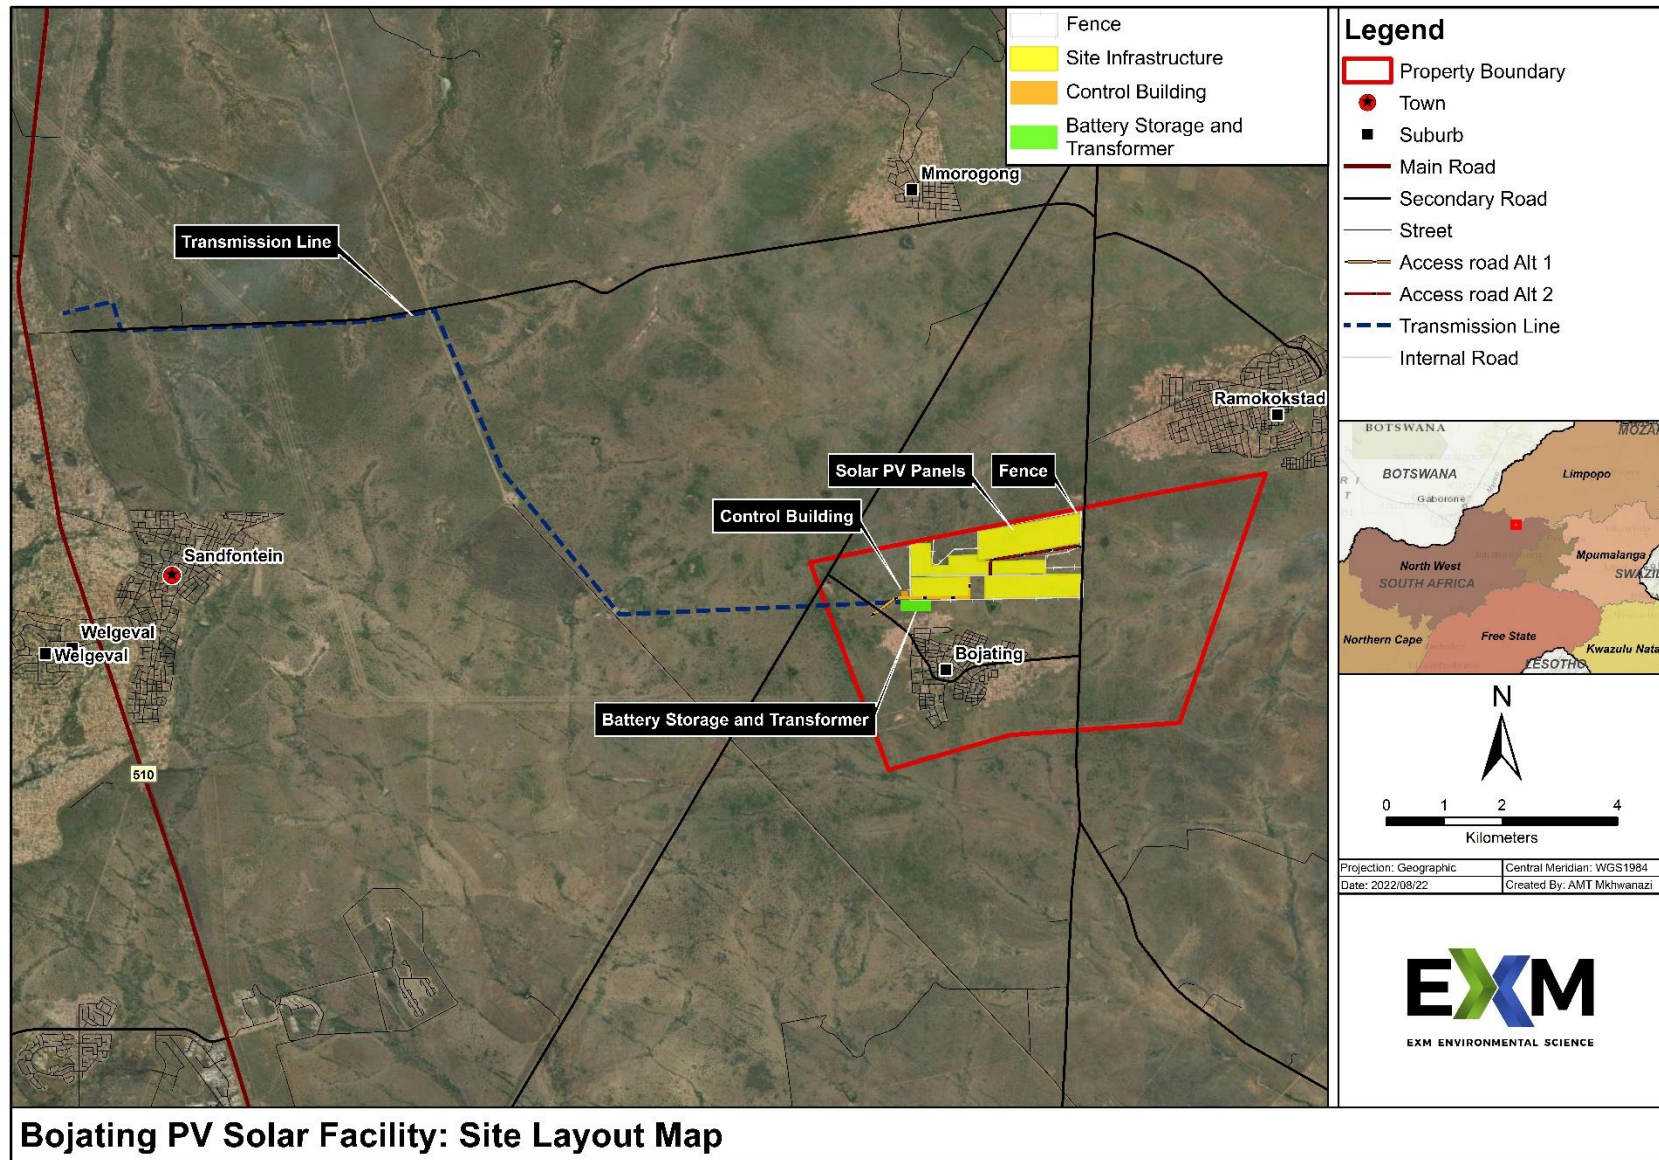 Fence
Site Infrastructure
Control Building
Battery Storage and
Transformer
Mmorogong
Transmission Line
Ramokokstad
Solar PV Panels
Fence
Control Building
Sandfontein
Welgeval
Welgeval
Bojating
Battery Storage and Transformer
510
Legend
Property Boundary
Town
Suburb
Main Road
Secondary Road
Street
Access road Alt 1
Access road Alt 2
Transmission Line
Internal Road
BOTSWANA
BOTSWANA
Gaborone
Limpopo
North West
SOUTH AFRICA
Mpumalanga
Northern Cape
Free State
Kwazulu Nata
LESOTHO
N
0 1 2 4
Kilometers
Projection: Geographic
Central Meridian: WGS1984
Date: 2022/08/22
Created By: AMT Mkhwanazi
EXM
EXM ENVIRONMENTAL SCIENCE
Bojating PV Solar Facility: Site Layout Map